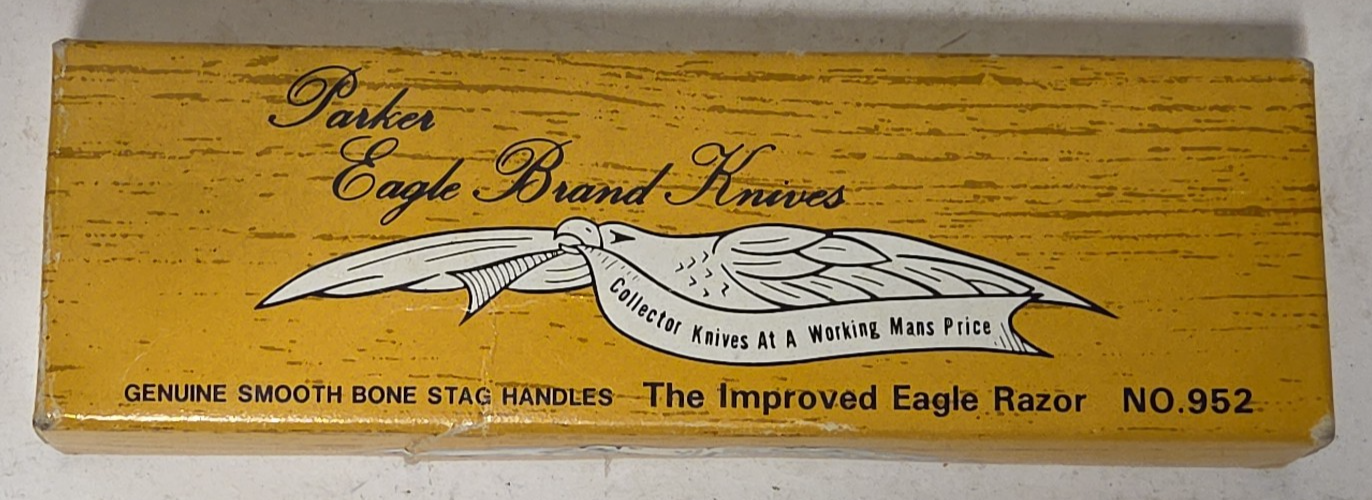 Parker
Eagle Brand Knives
Collector Knives At A Working Mans Price
GENUINE SMOOTH BONE STAG HANDLES The Improved Eagle Razor NO.952